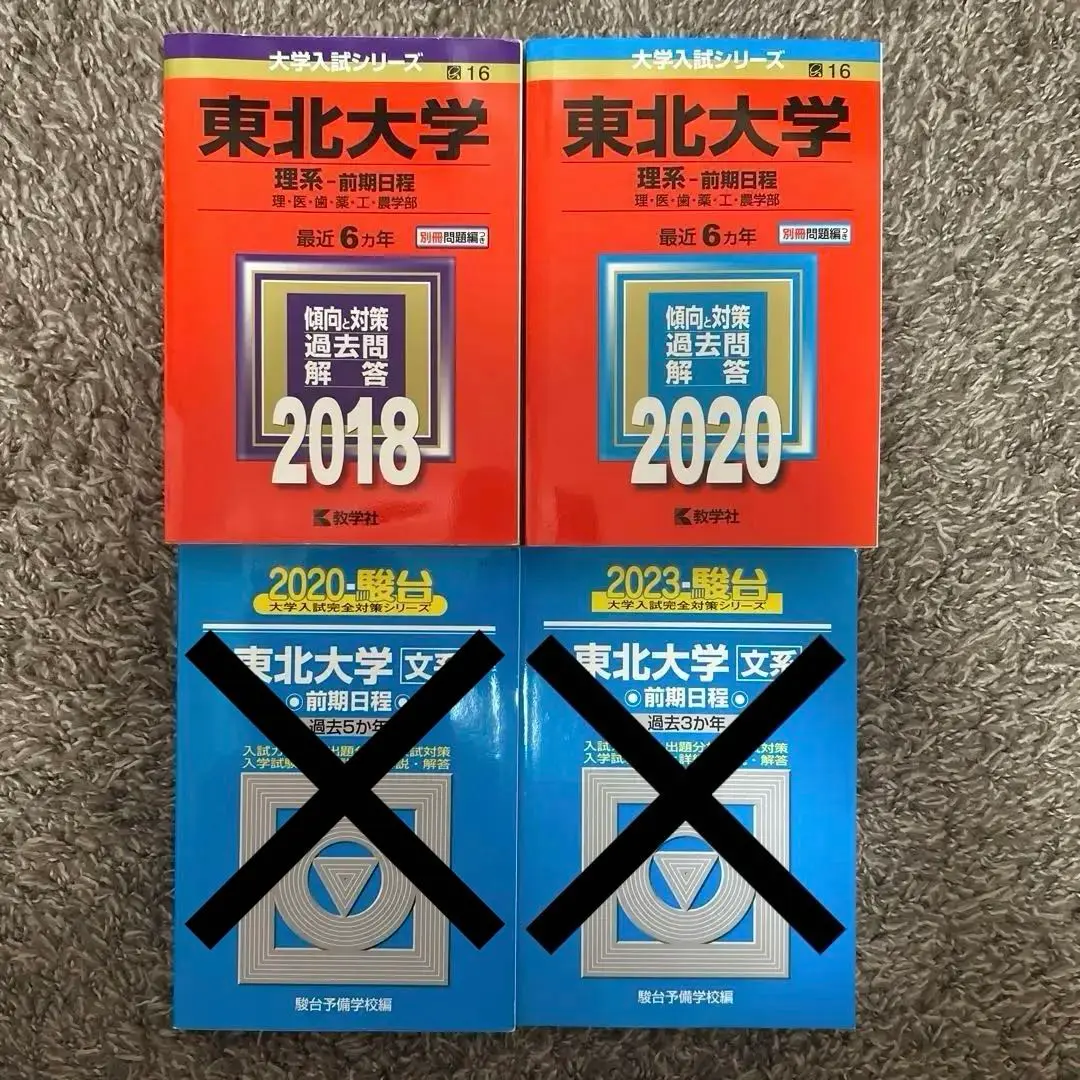 大学入試シリーズ
16
東北大学
理系-前期日程
理・医・歯・薬・工・農学部
最近6カ年
別冊問題編つき
傾向と対策
過去問
解答
2018
教学社
大学入試シリーズ
16
東北大学
理系-前期日程
理・医・歯・薬・工・農学部
最近6カ年
別冊問題編つき
傾向と対策
過去問
解答
2020
教学社
2020-駿台
大学入試完全対策シリーズ
東北大学 文系
前期日程
過去5か年
駿台予備学校編
2023-駿台
大学入試完全対策シリーズ
東北大学 文系
前期日程
過去3か年
駿台予備学校編